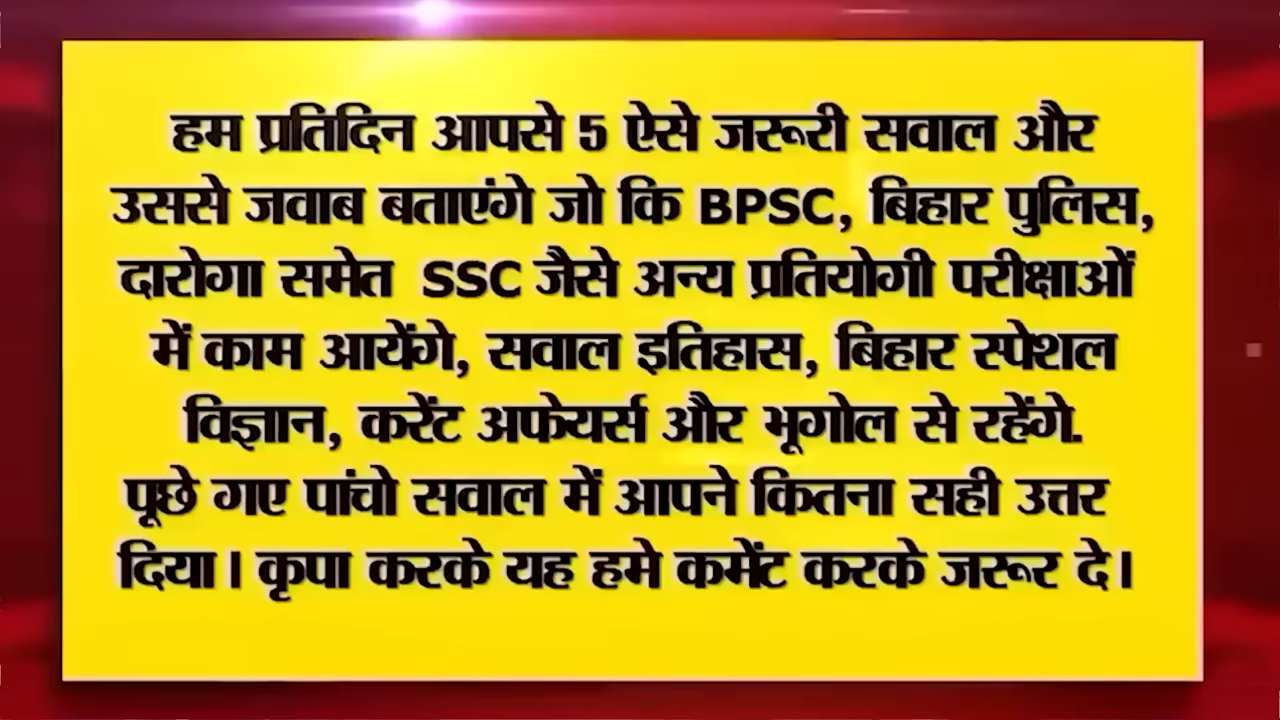 हम प्रतिदिन आपसे 5 ऐसे जरूरी सवाल और
उससे जवाब बताएंगे जो कि BPSC, बिहार पुलिस,
दारोगा समेत SSC जैसे अन्य प्रतियोगी परीक्षाओं
में काम आयेंगे, सवाल इतिहास, बिहार स्पेशल
विज्ञान, करेंट अफेयर्स और भूगोल से रहेंगे.
पूछे गए पांचो सवाल में आपने कितना सही उत्तर
दिया। कृपा करके यह हमे कमेंट करके जरूर दे।